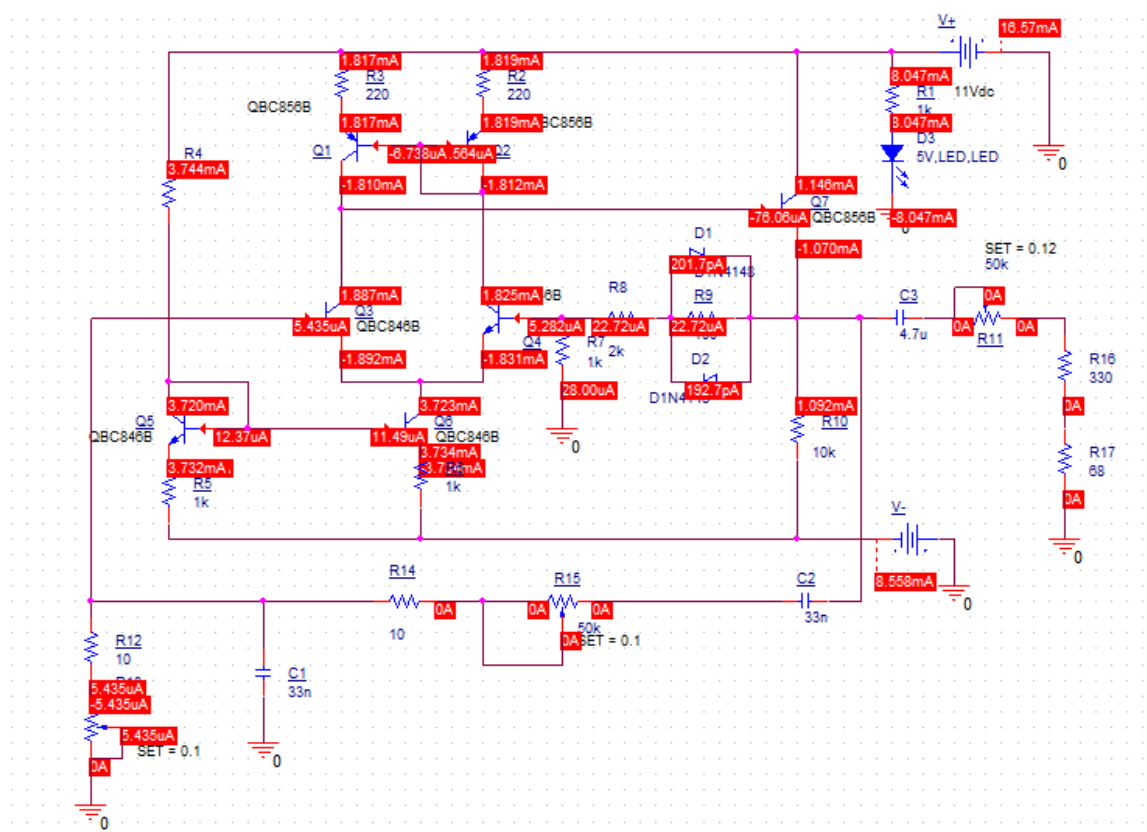 V+
16.57mA
11Vdc
0
1.817mA
R3
220
1.819mA
R2
220
QBC856B
1.817mA
1.819mA
BC856B
Q1
-6.738uA
.564uA
Q2
-1.810mA
-1.812mA
8.047mA
R1
1k
8.047mA
D3
5V,LED,LED
-8.047mA
0
R4
3.744mA
1.146mA
Q7
-76.06uA
QBC856B
-1.070mA
D1
201.7pA
D1N4148
SET = 0.12
50k
1.887mA
Q3
5.435uA
QBC846B
-1.892mA
1.825mA
6B
Q4
-1.831mA
5.282uA
R7
1k
28.00uA
0
R8
22.72uA
2k
R9
22.72uA
D2
192.7pA
C3
4.7u
0A
0A
0A
R11
R16
330
0A
R17
68
0A
0
3.720mA
Q5
QBC846B
12.37uA
3.732mA
R5
1k
3.723mA
Q6
11.49uA
QBC846B
3.734mA
1k
1.092mA
R10
10k
V-
8.558mA
0
R14
10
0A
R15
0A
0A
50k
0A
SET = 0.1
C2
33n
R12
10
C1
33n
0
5.435uA
-5.435uA
5.435uA
SET = 0.1
0A
0